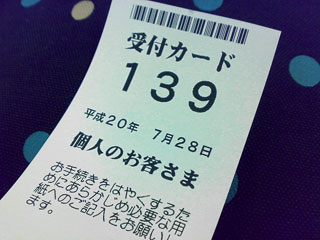 受付カード
139
平成20年 7月28日
個人のお客さま
お手続きをはやくするた
めにあらかじめ必要な用
紙へのご記入をお願いし
ます。